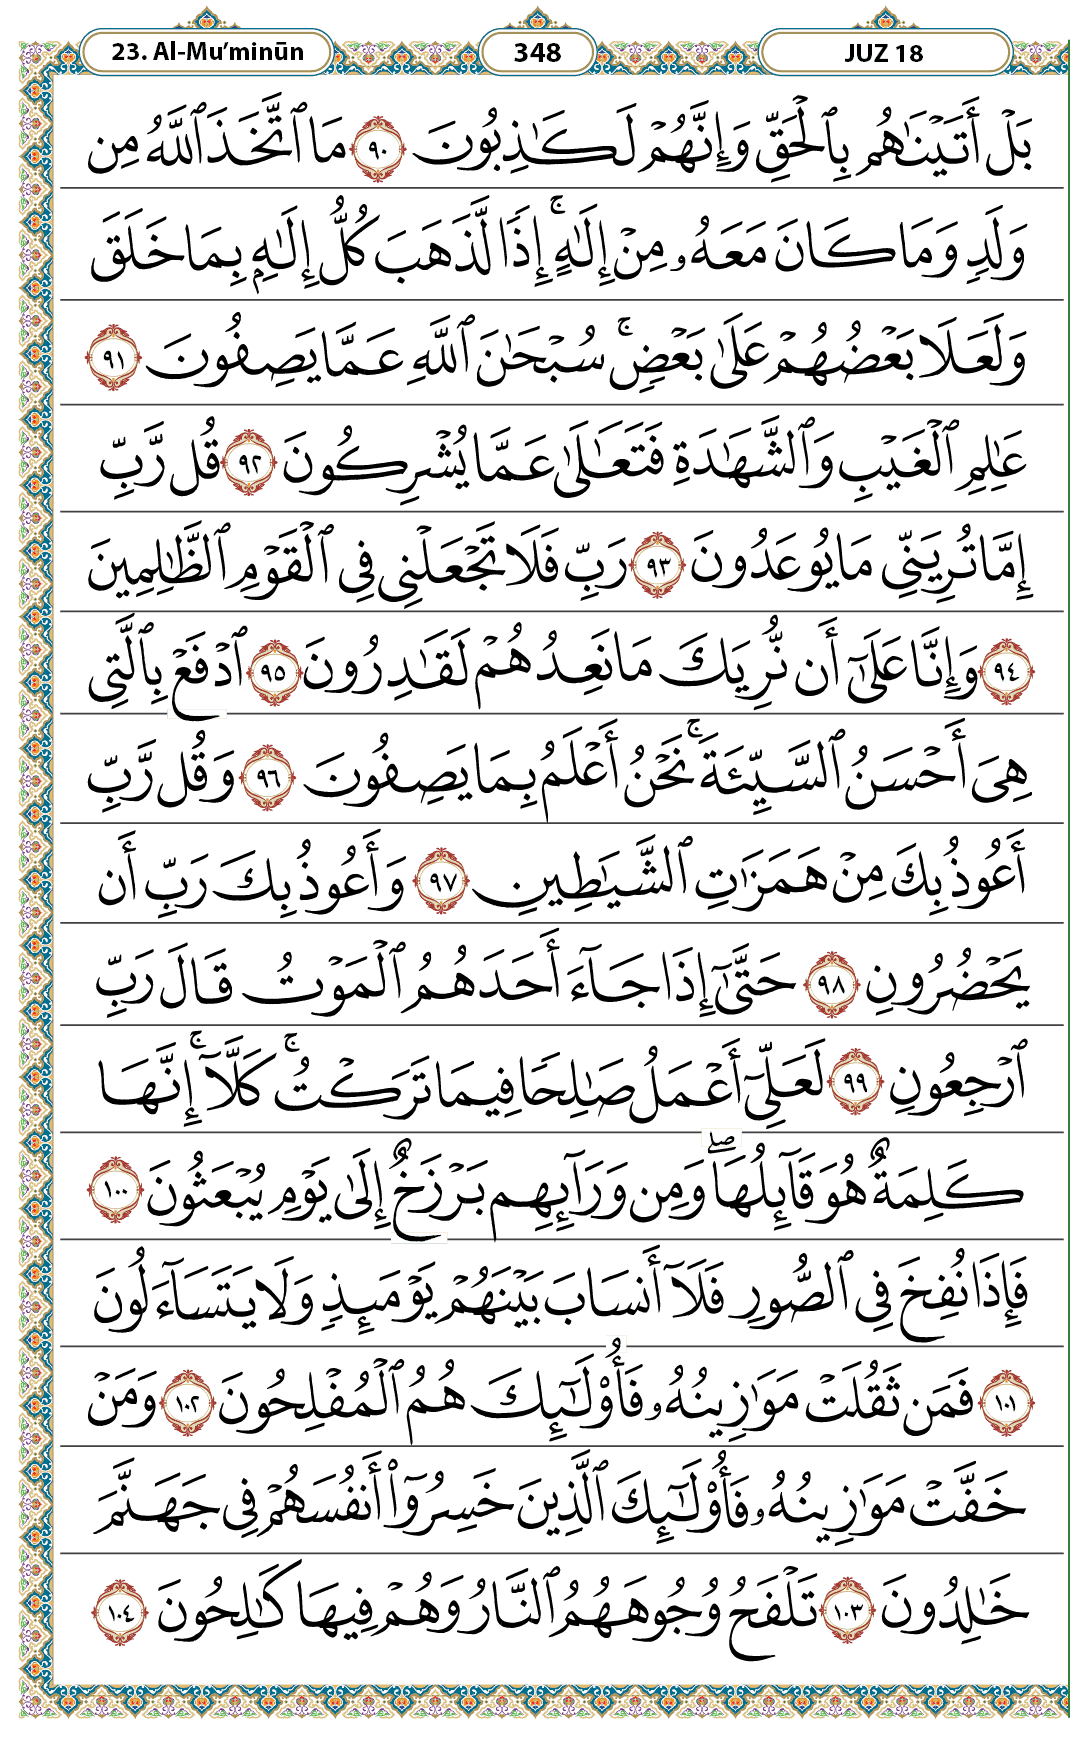 23. Al-Mu’minūn 348 JUZ 18
بَلْ أَتَيْنَٰهُم بِٱلْحَقِّ وَإِنَّهُمْ لَكَٰذِبُونَ ٩٠ مَا ٱتَّخَذَ ٱللَّهُ مِن
وَلَدٍ وَمَا كَانَ مَعَهُۥ مِنْ إِلَٰهٍ ۚ إِذًا لَّذَهَبَ كُلُّ إِلَٰهٍۭ بِمَا خَلَقَ
وَلَعَلَا بَعْضُهُمْ عَلَىٰ بَعْضٍ ۚ سُبْحَٰنَ ٱللَّهِ عَمَّا يَصِفُونَ ٩١
عَٰلِمِ ٱلْغَيْبِ وَٱلشَّهَٰدَةِ فَتَعَٰلَىٰ عَمَّا يُشْرِكُونَ ٩٢ قُل رَّبِّ
إِمَّا تُرِيَنِّى مَا يُوعَدُونَ ٩٣ رَبِّ فَلَا تَجْعَلْنِى فِى ٱلْقَوْمِ ٱلظَّٰلِمِينَ
٩٤ وَإِنَّا عَلَىٰٓ أَن نُّرِيَكَ مَا نَعِدُهُمْ لَقَٰدِرُونَ ٩٥ ٱدْفَعْ بِٱلَّتِى
هِىَ أَحْسَنُ ٱلسَّيِّئَةَ ۚ نَحْنُ أَعْلَمُ بِمَا يَصِفُونَ ٩٦ وَقُل رَّبِّ
أَعُوذُ بِكَ مِنْ هَمَزَٰتِ ٱلشَّيَٰطِينِ ٩٧ وَأَعُوذُ بِكَ رَبِّ أَن
يَحْضُرُونِ ٩٨ حَتَّىٰٓ إِذَا جَآءَ أَحَدَهُمُ ٱلْمَوْتُ قَالَ رَبِّ
ٱرْجِعُونِ ٩٩ لَعَلِّىٓ أَعْمَلُ صَٰلِحًا فِيمَا تَرَكْتُ ۚ كَلَّآ ۚ إِنَّهَا
كَلِمَةٌ هُوَ قَآئِلُهَا ۖ وَمِن وَرَآئِهِم بَرْزَخٌ إِلَىٰ يَوْمِ يُبْعَثُونَ ١٠٠
فَإِذَا نُفِخَ فِى ٱلصُّورِ فَلَآ أَنسَابَ بَيْنَهُمْ يَوْمَئِذٍ وَلَا يَتَسَآءَلُونَ
١٠١ فَمَن ثَقُلَتْ مَوَٰزِينُهُۥ فَأُو۟لَٰٓئِكَ هُمُ ٱلْمُفْلِحُونَ ١٠٢ وَمَنْ
خَفَّتْ مَوَٰزِينُهُۥ فَأُو۟لَٰٓئِكَ ٱلَّذِينَ خَسِرُوٓا۟ أَنفُسَهُمْ فِى جَهَنَّمَ
خَٰلِدُونَ ١٠٣ تَلْفَحُ وُجُوهَهُمُ ٱلنَّارُ وَهُمْ فِيهَا كَٰلِحُونَ ١٠٤